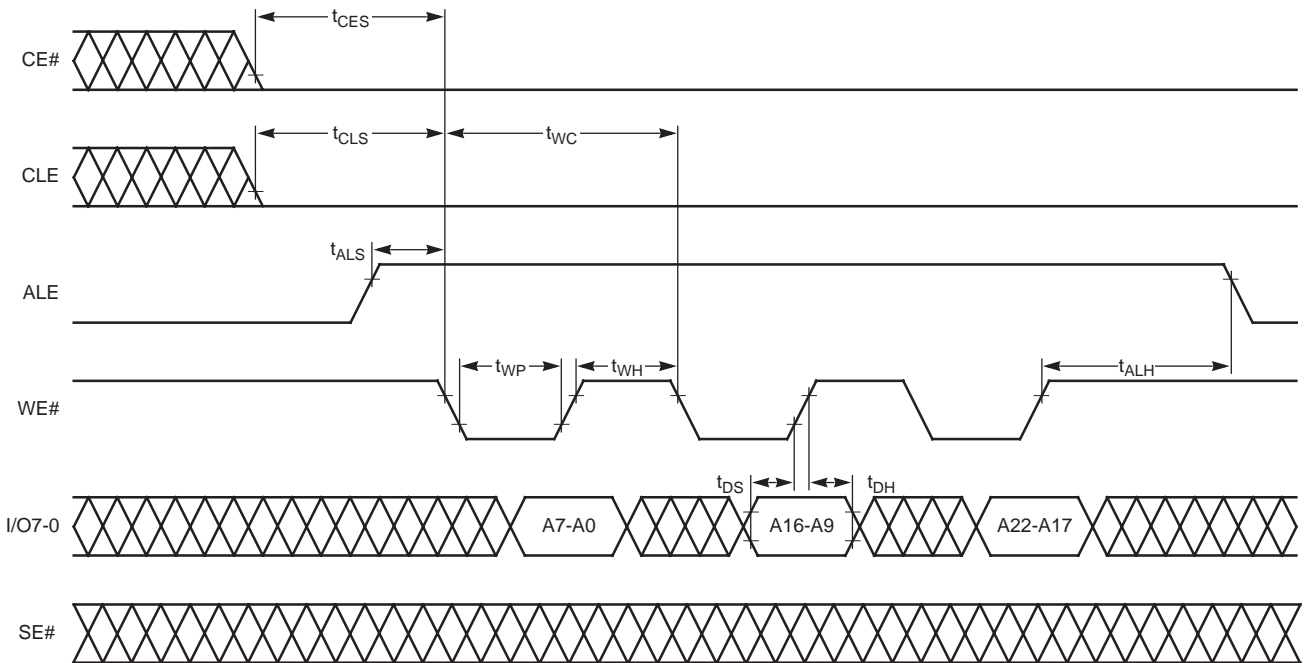 tCES
CE#
tCLS
tWC
CLE
tALS
ALE
tWP
tWH
tALH
WE#
tDS
tDH
I/O7-0
A7-A0
A16-A9
A22-A17
SE#